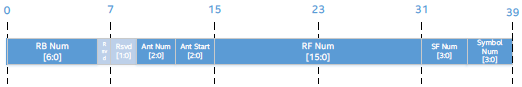 0 7 15 23 31 39
RB Num
[6:0]
R
es
d
Rsvd
[1:0]
Ant Num
[2:0]
Ant Start
[2:0]
RF Num
[15:0]
SF Num
[3:0]
Symbol
Num
[3:0]